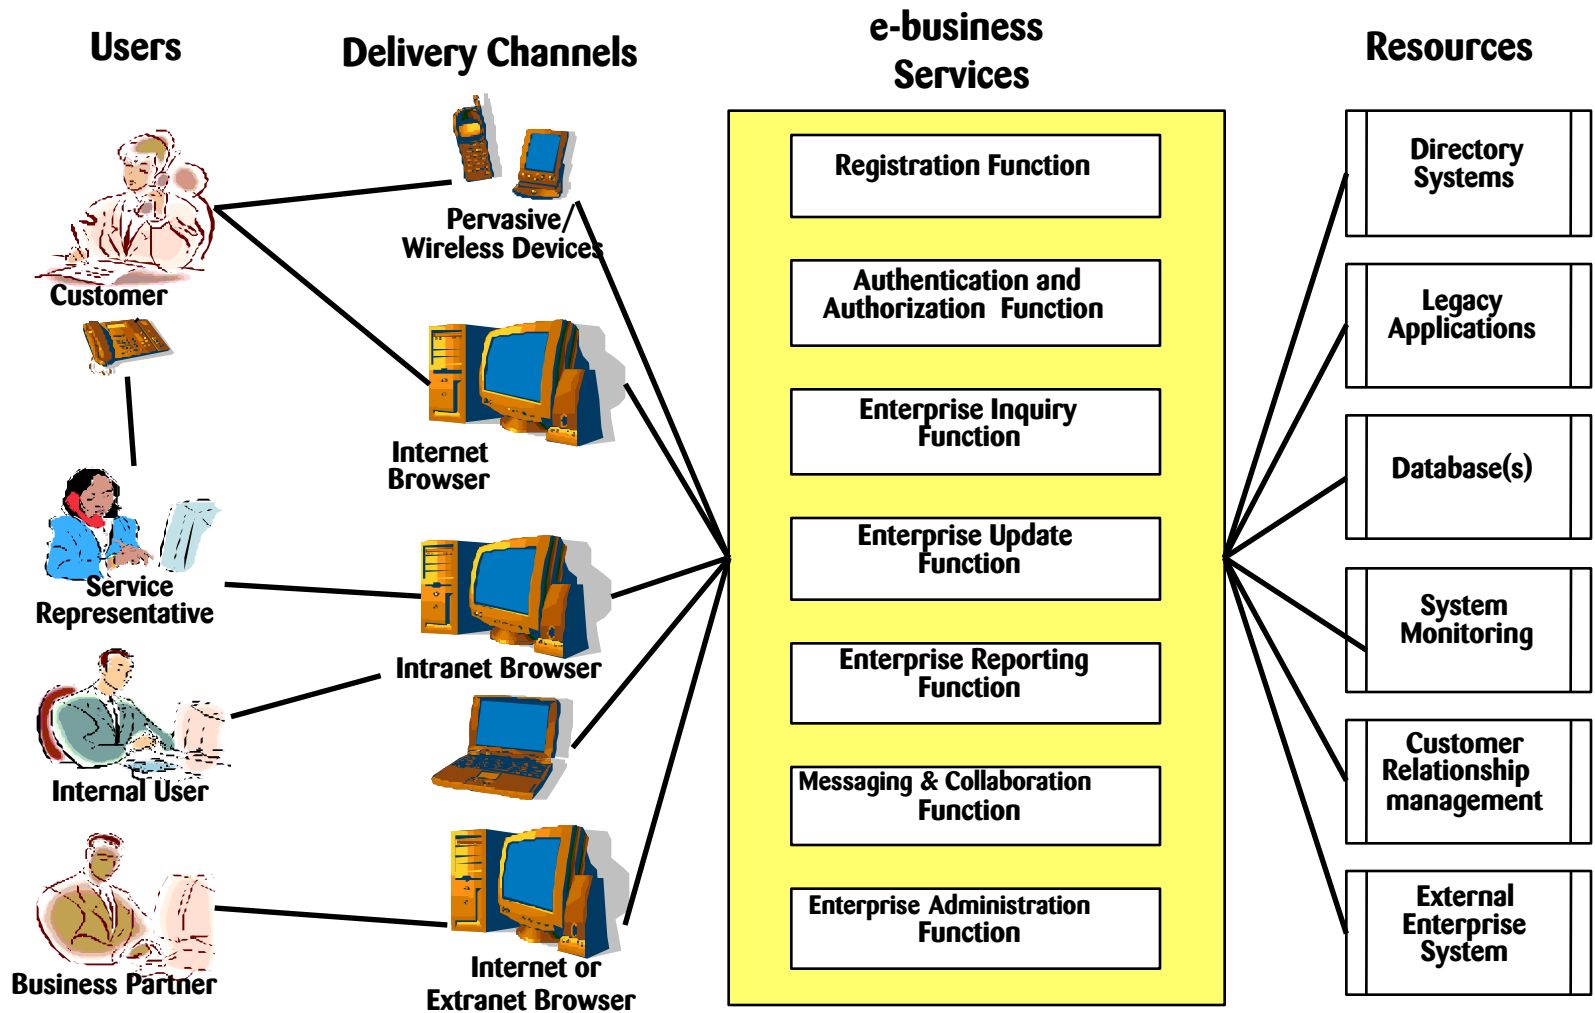 Users
Delivery Channels
e-business
Services
Resources
Customer
Service
Representative
Internal User
Business Partner
Pervasive/
Wireless Devices
Internet
Browser
Intranet Browser
Internet or
Extranet Browser
Registration Function
Authentication and
Authorization Function
Enterprise Inquiry
Function
Enterprise Update
Function
Enterprise Reporting
Function
Messaging & Collaboration
Function
Enterprise Administration
Function
Directory
Systems
Legacy
Applications
Database(s)
System
Monitoring
Customer
Relationship
management
External
Enterprise
System